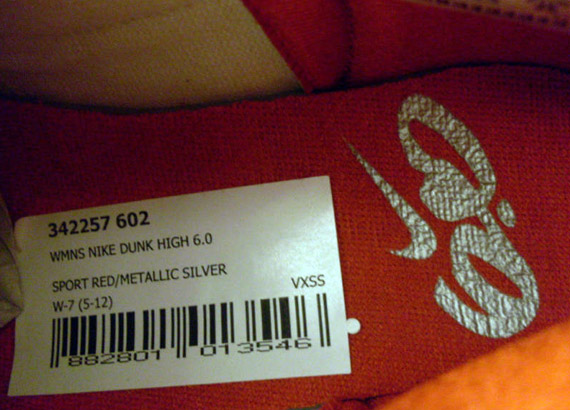 342257 602
WMNS NIKE DUNK HIGH 6.0
SPORT RED/METALLIC SILVER
W-7 (5-12) VXSS
882801 013546
6.0